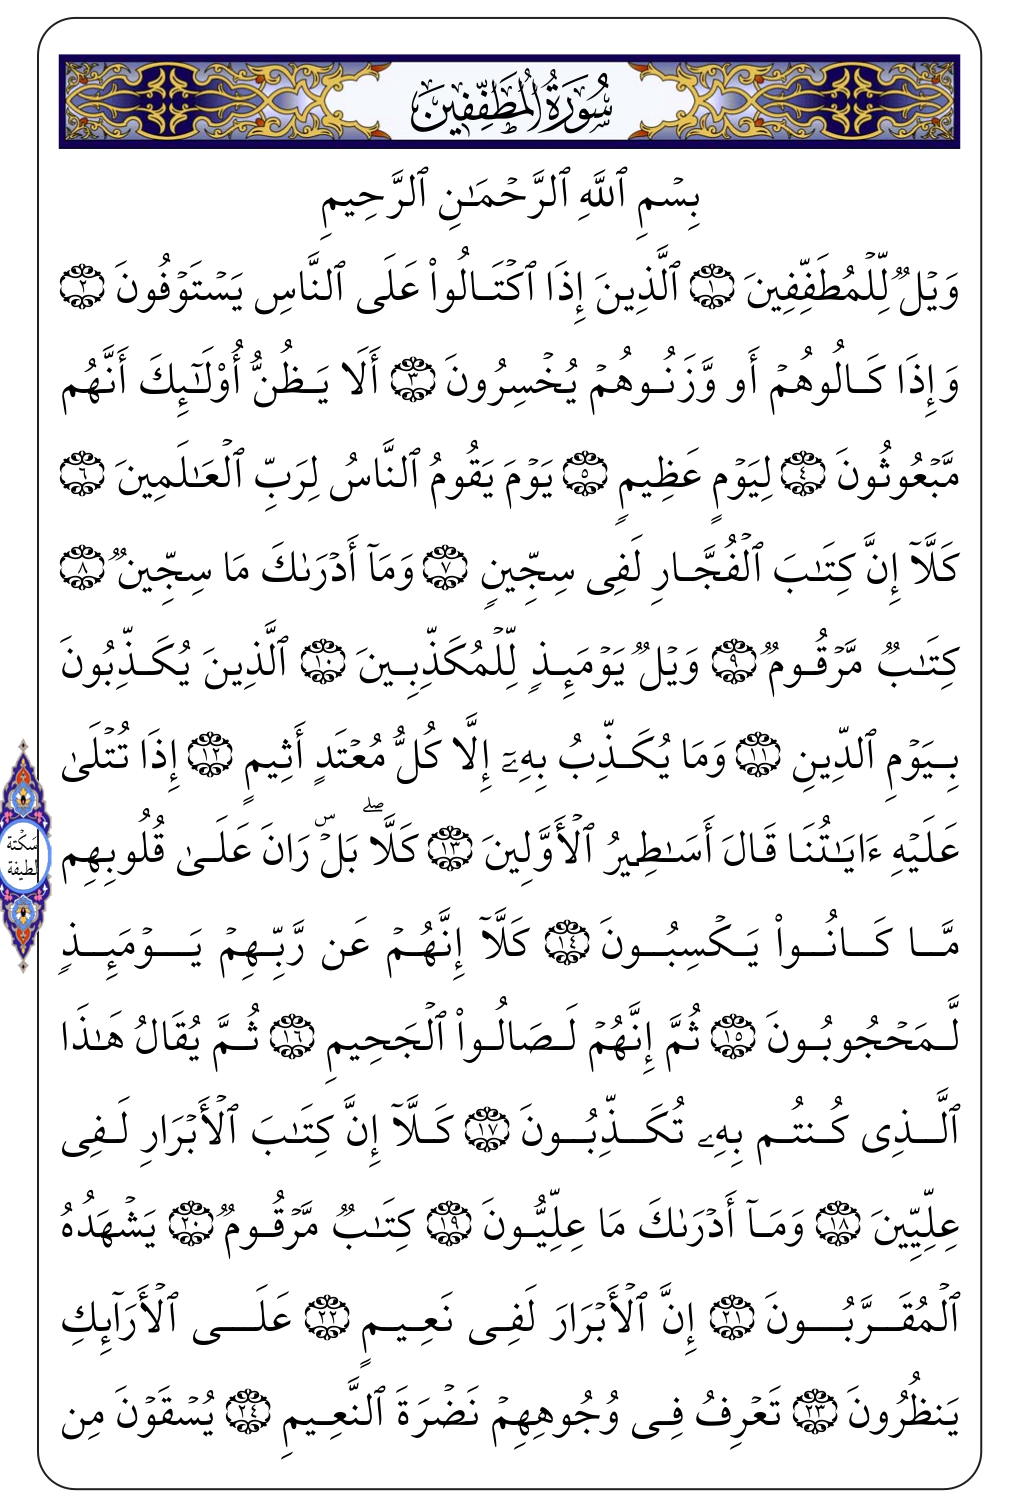 سُورَةُ الْمُطَفِّفِينَ
بِسۡمِ ٱللَّهِ ٱلرَّحۡمَـٰنِ ٱلرَّحِيمِ
وَيۡلٞ لِّلۡمُطَفِّفِينَ ١ ٱلَّذِينَ إِذَا ٱكۡتَالُواْ عَلَى ٱلنَّاسِ يَسۡتَوۡفُونَ ٢
وَإِذَا كَالُوهُمۡ أَو وَّزَنُوهُمۡ يُخۡسِرُونَ ٣ أَلَا يَظُنُّ أُوْلَـٰٓئِكَ أَنَّهُم
مَّبۡعُوثُونَ ٤ لِيَوۡمٍ عَظِيمٖ ٥ يَوۡمَ يَقُومُ ٱلنَّاسُ لِرَبِّ ٱلۡعَـٰلَمِينَ ٦
كَلَّآ إِنَّ كِتَـٰبَ ٱلۡفُجَّارِ لَفِى سِجِّينٖ ٧ وَمَآ أَدۡرَىٰكَ مَا سِجِّينٞ ٨
كِتَـٰبٞ مَّرۡقُومٞ ٩ وَيۡلٞ يَوۡمَئِذٖ لِّلۡمُكَذِّبِينَ ١٠ ٱلَّذِينَ يُكَذِّبُونَ
بِيَوۡمِ ٱلدِّينِ ١١ وَمَا يُكَذِّبُ بِهِۦٓ إِلَّا كُلُّ مُعۡتَدٍ أَثِيمٍ ١٢ إِذَا تُتۡلَىٰ
عَلَيۡهِ ءَايَـٰتُنَا قَالَ أَسَـٰطِيرُ ٱلۡأَوَّلِينَ ١٣ كَلَّاۖ بَلۡۜ رَانَ عَلَىٰ قُلُوبِهِم
سَكْتَة
لطيفة
مَّا كَانُواْ يَكۡسِبُونَ ١٤ كَلَّآ إِنَّهُمۡ عَن رَّبِّهِمۡ يَوۡمَئِذٖ
لَّمَحۡجُوبُونَ ١٥ ثُمَّ إِنَّهُمۡ لَصَالُواْ ٱلۡجَحِيمِ ١٦ ثُمَّ يُقَالُ هَـٰذَا
ٱلَّذِى كُنتُم بِهِۦ تُكَذِّبُونَ ١٧ كَلَّآ إِنَّ كِتَـٰبَ ٱلۡأَبۡرَارِ لَفِى
عِلِّيِّينَ ١٨ وَمَآ أَدۡرَىٰكَ مَا عِلِّيُّونَ ١٩ كِتَـٰبٞ مَّرۡقُومٞ ٢٠ يَشۡهَدُهُ
ٱلۡمُقَرَّبُونَ ٢١ إِنَّ ٱلۡأَبۡرَارَ لَفِى نَعِيمٍ ٢٢ عَلَى ٱلۡأَرَآئِكِ
يَنظُرُونَ ٢٣ تَعۡرِفُ فِى وُجُوهِهِمۡ نَضۡرَةَ ٱلنَّعِيمِ ٢٤ يُسۡقَوۡنَ مِن